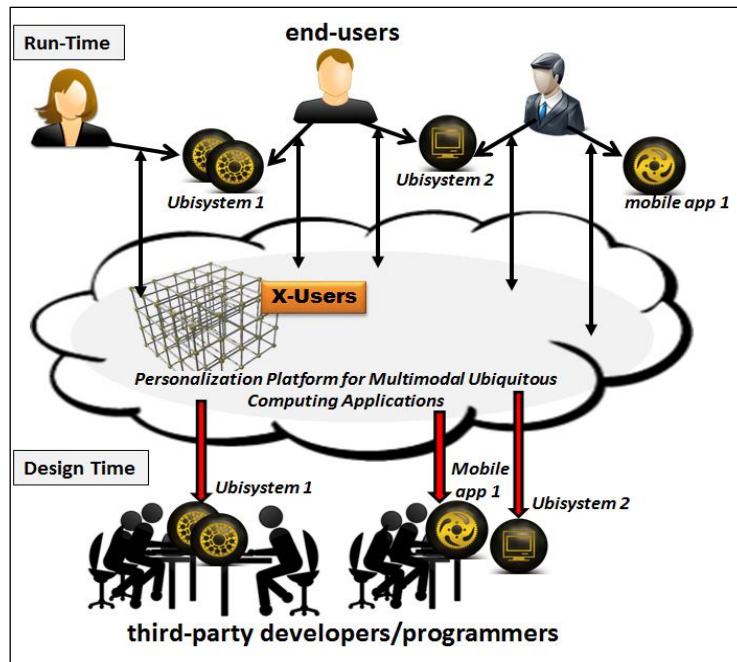 end-users
Run-Time
Ubisystem 1
Ubisystem 2
mobile app 1
X-Users
Personalization Platform for Multimodal Ubiquitous
Computing Applications
Design Time
Ubisystem 1
Mobile
app 1
Ubisystem 2
third-party developers/programmers